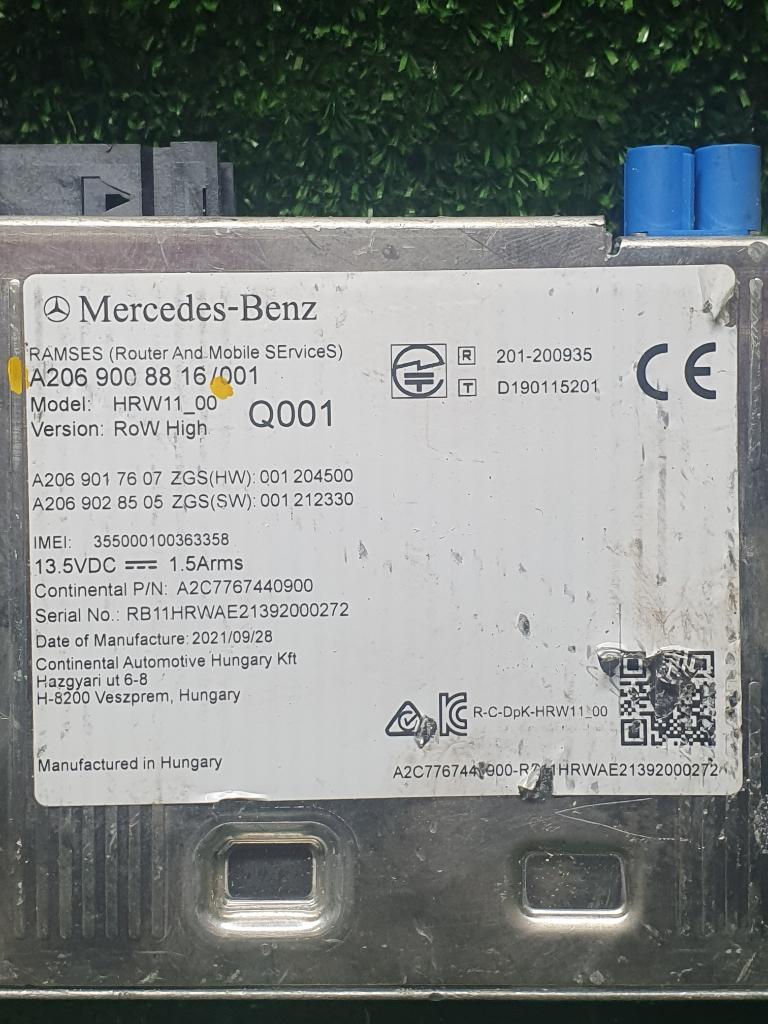 Mercedes-Benz
RAMSES (Router And Mobile SErviceS)
A206 900 88 16/001
Model: HRW11_00
Version: RoW High
Q001
R 201-200935
T D190115201
CE
A206 901 76 07 ZGS(HW): 001 204500
A206 902 85 05 ZGS(SW): 001 212330
IMEI: 355000100363358
13.5VDC 1.5Arms
Continental P/N: A2C7767440900
Serial No.: RB11HRWAE21392000272
Date of Manufacture: 2021/09/28
Continental Automotive Hungary Kft
Hazgyari ut 6-8
H-8200 Veszprem, Hungary
R-C-DpK-HRW11_00
Manufactured in Hungary